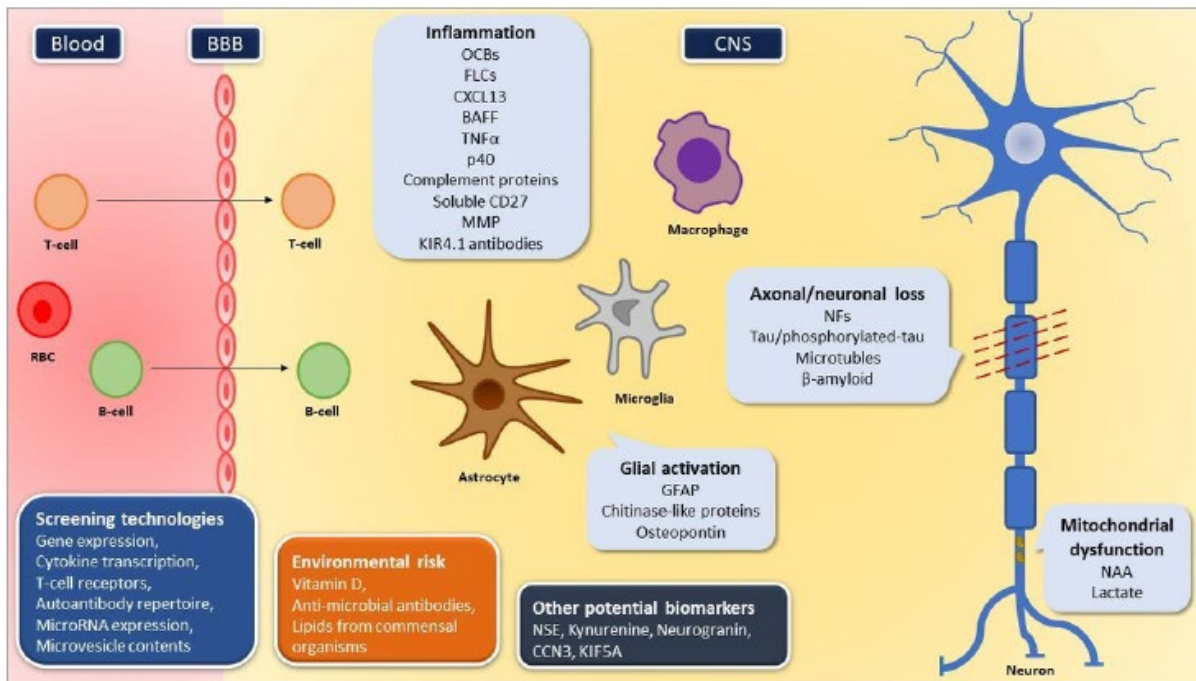 Blood
BBB
CNS
Inflammation
OCBs
FLCs
CXCL13
BAFF
TNFα
p40
Complement proteins
Soluble CD27
MMP
KIR4.1 antibodies
T-cell
T-cell
Macrophage
RBC
B-cell
B-cell
Astrocyte
Microglia
Axonal/neuronal loss
NFs
Tau/phosphorylated-tau
Microtubles
β-amyloid
Glial activation
GFAP
Chitinase-like proteins
Osteopontin
Mitochondrial
dysfunction
NAA
Lactate
Neuron
Screening technologies
Gene expression,
Cytokine transcription,
T-cell receptors,
Autoantibody repertoire,
MicroRNA expression,
Microvesicle contents
Environmental risk
Vitamin D,
Anti-microbial antibodies,
Lipids from commensal
organisms
Other potential biomarkers
NSE, Kynurenine, Neurogranin,
CCN3, KIF5A